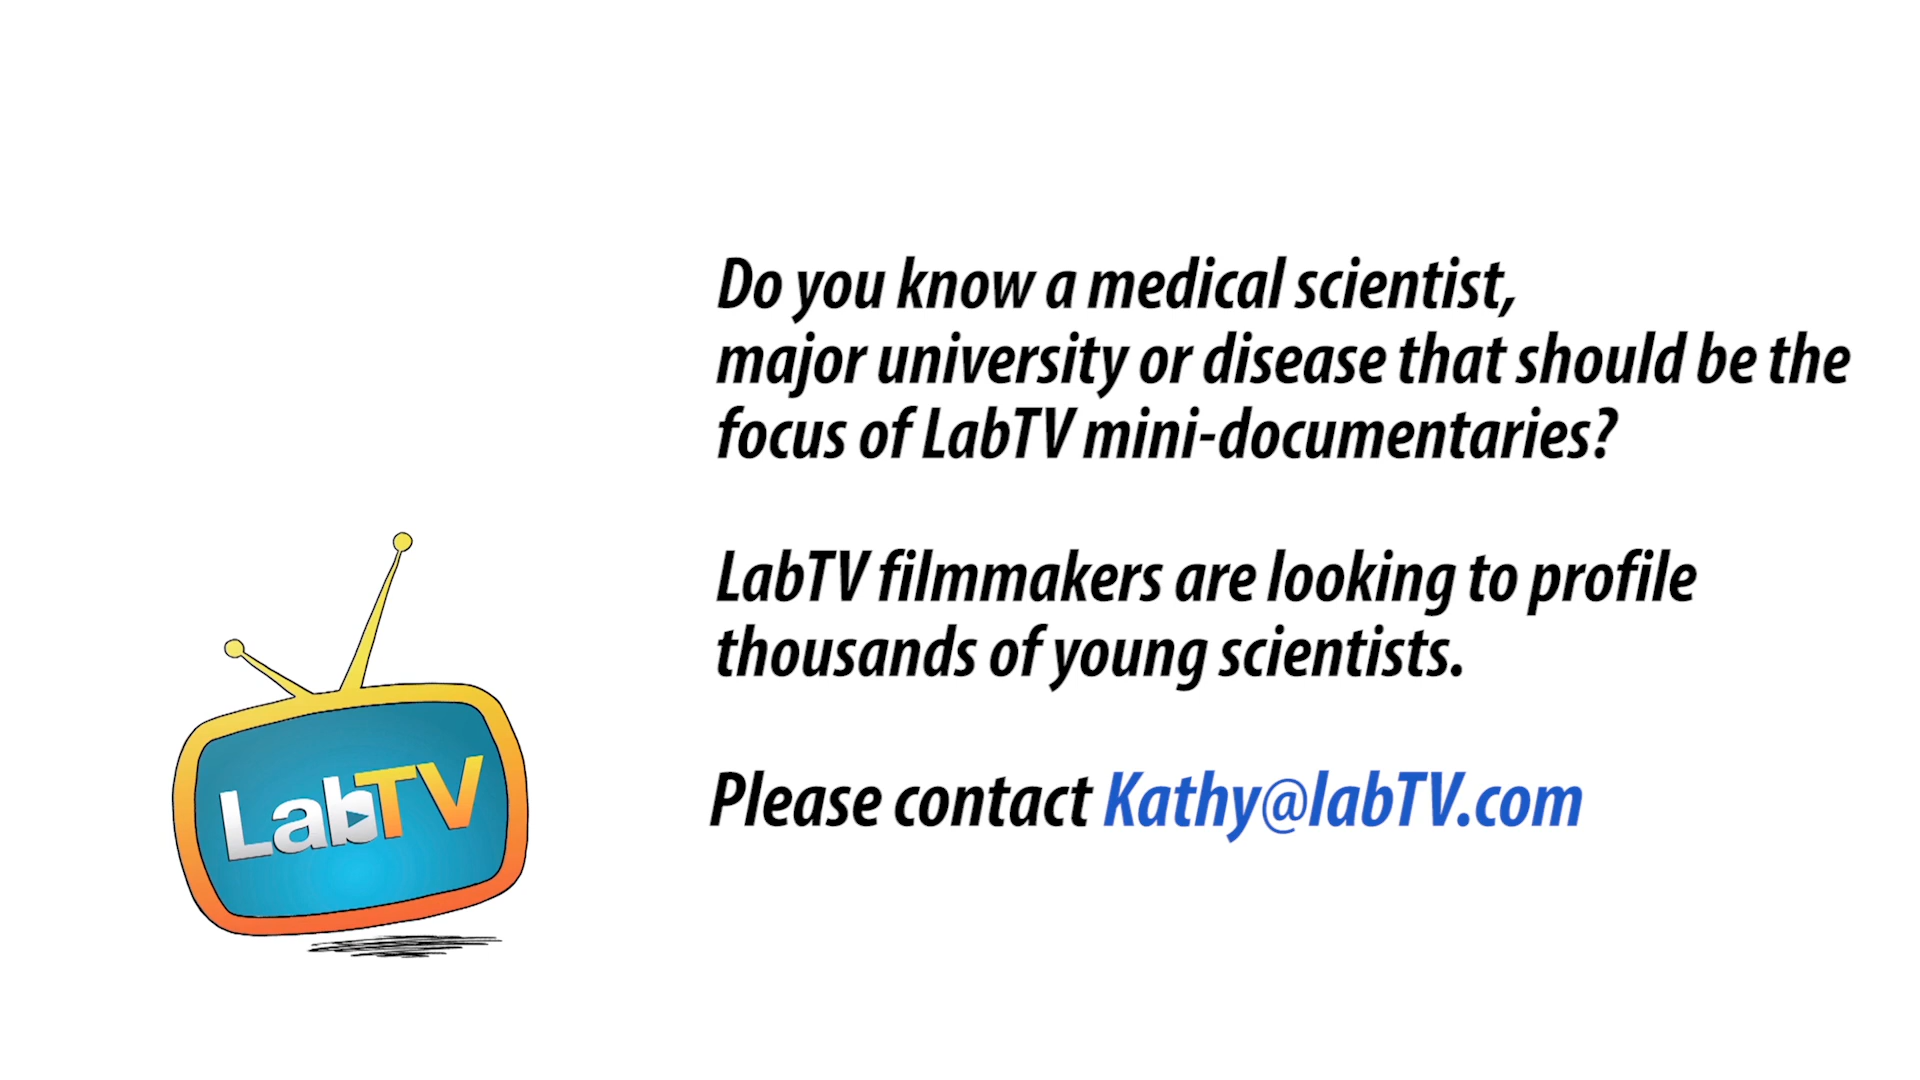 Do you know a medical scientist,
major university or disease that should be the
focus of LabTV mini-documentaries?
LabTV filmmakers are looking to profile
thousands of young scientists.
Please contact Kathy@labTV.com
LabTV